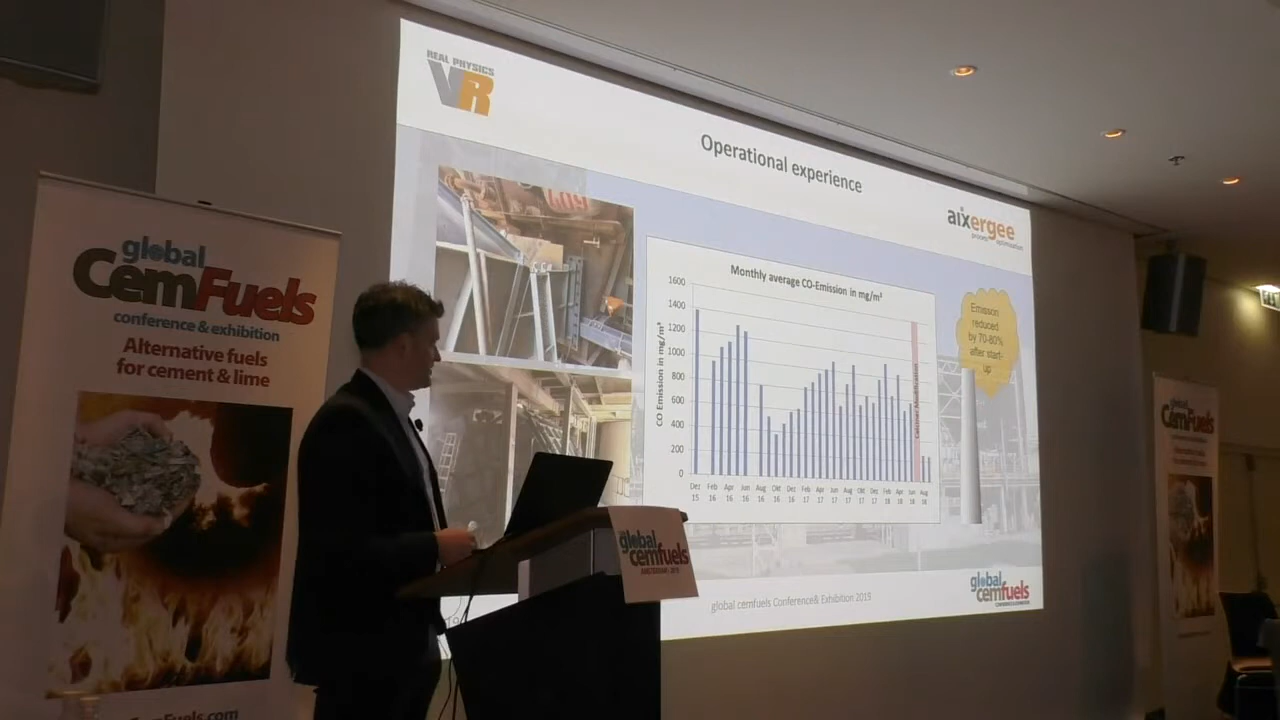 REAL PHYSICS
VR
Operational experience
aixergee
process optimization
Monthly average CO-Emission in mg/m³
CO Emission in mg/m³
1600
1400
1200
1000
800
600
400
200
0
Dez Feb Apr Jun Aug Okt Dez Feb Apr Jun Aug Okt Dez Feb Apr Jun Aug
15 16 16 16 16 16 16 17 17 17 17 17 17 18 18 18 18
Emission
reduced
by 70-80%
after start-
up
global cemfuels Conference& Exhibition 2019
global
cemfuels
global
CemFuels
conference & exhibition
Alternative fuels
for cement & lime
CemFuels.com
global
cemfuels
AMSTERDAM 2019
global
CemFuels